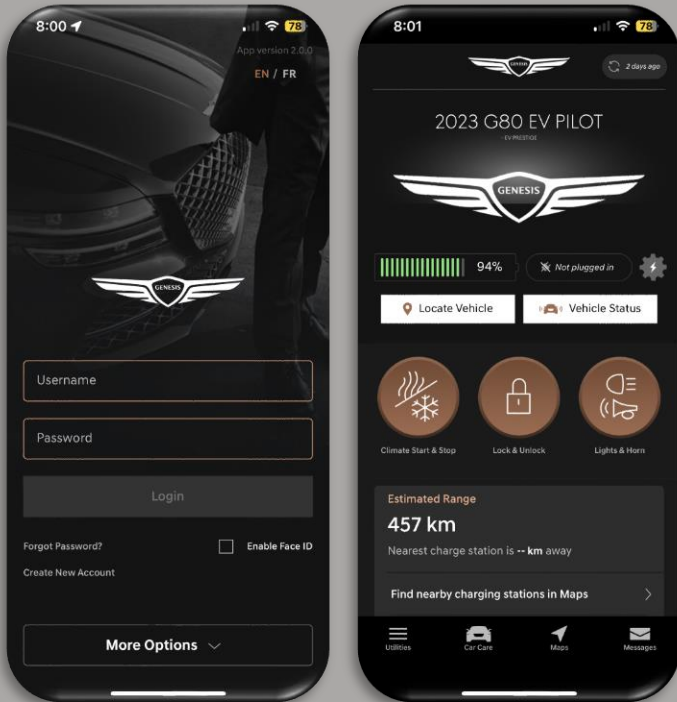 8:00
78
App version 2.0.0
EN / FR
GENESIS
Username
Password
Login
Forgot Password?
Enable Face ID
Create New Account
More Options
8:01
78
GENESIS
2 days ago
2023 G80 EV PILOT
- EV PRESTIGE
GENESIS
94%
Not plugged in
Locate Vehicle
Vehicle Status
Climate Start & Stop
Lock & Unlock
Lights & Horn
Estimated Range
457 km
Nearest charge station is -- km away
Find nearby charging stations in Maps
Utilities
Car Care
Maps
Messages